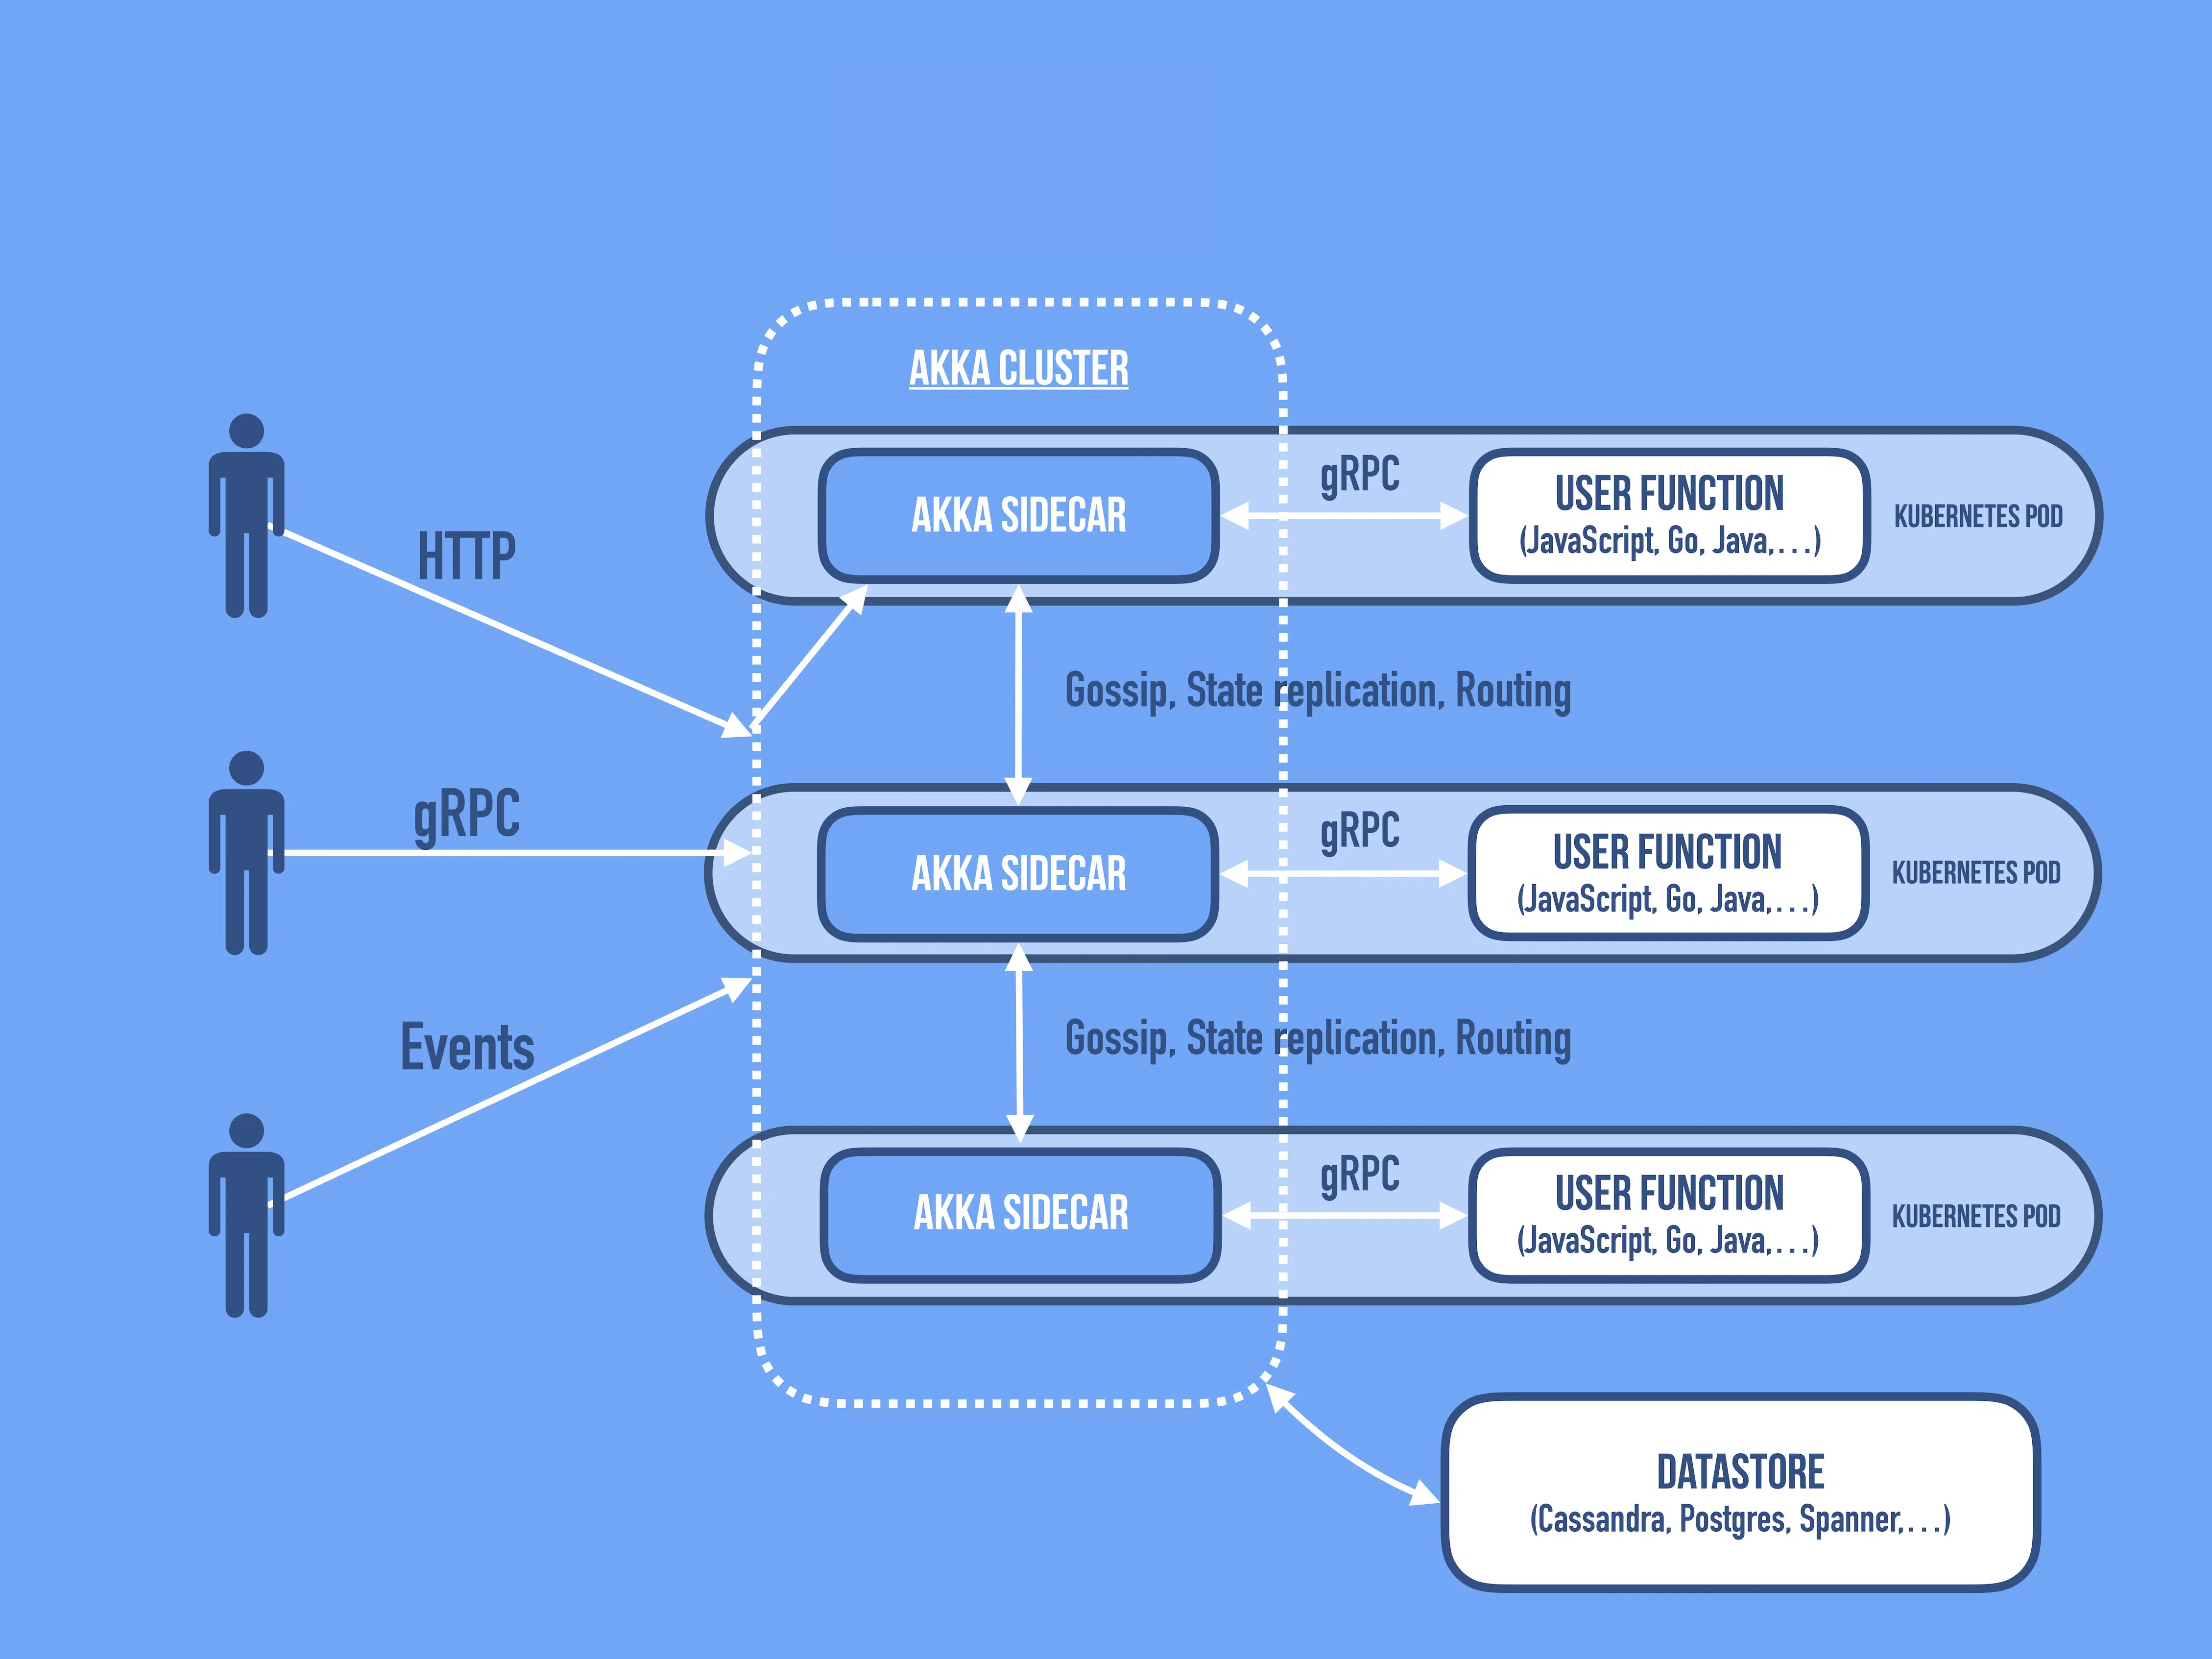 AKKA CLUSTER
HTTP
AKKA SIDECAR
gRPC
USER FUNCTION
(JavaScript, Go, Java,...)
KUBERNETES POD
Gossip, State replication, Routing
gRPC
AKKA SIDECAR
gRPC
USER FUNCTION
(JavaScript, Go, Java,...)
KUBERNETES POD
Events
Gossip, State replication, Routing
AKKA SIDECAR
gRPC
USER FUNCTION
(JavaScript, Go, Java,...)
KUBERNETES POD
DATASTORE
(Cassandra, Postgres, Spanner,...)